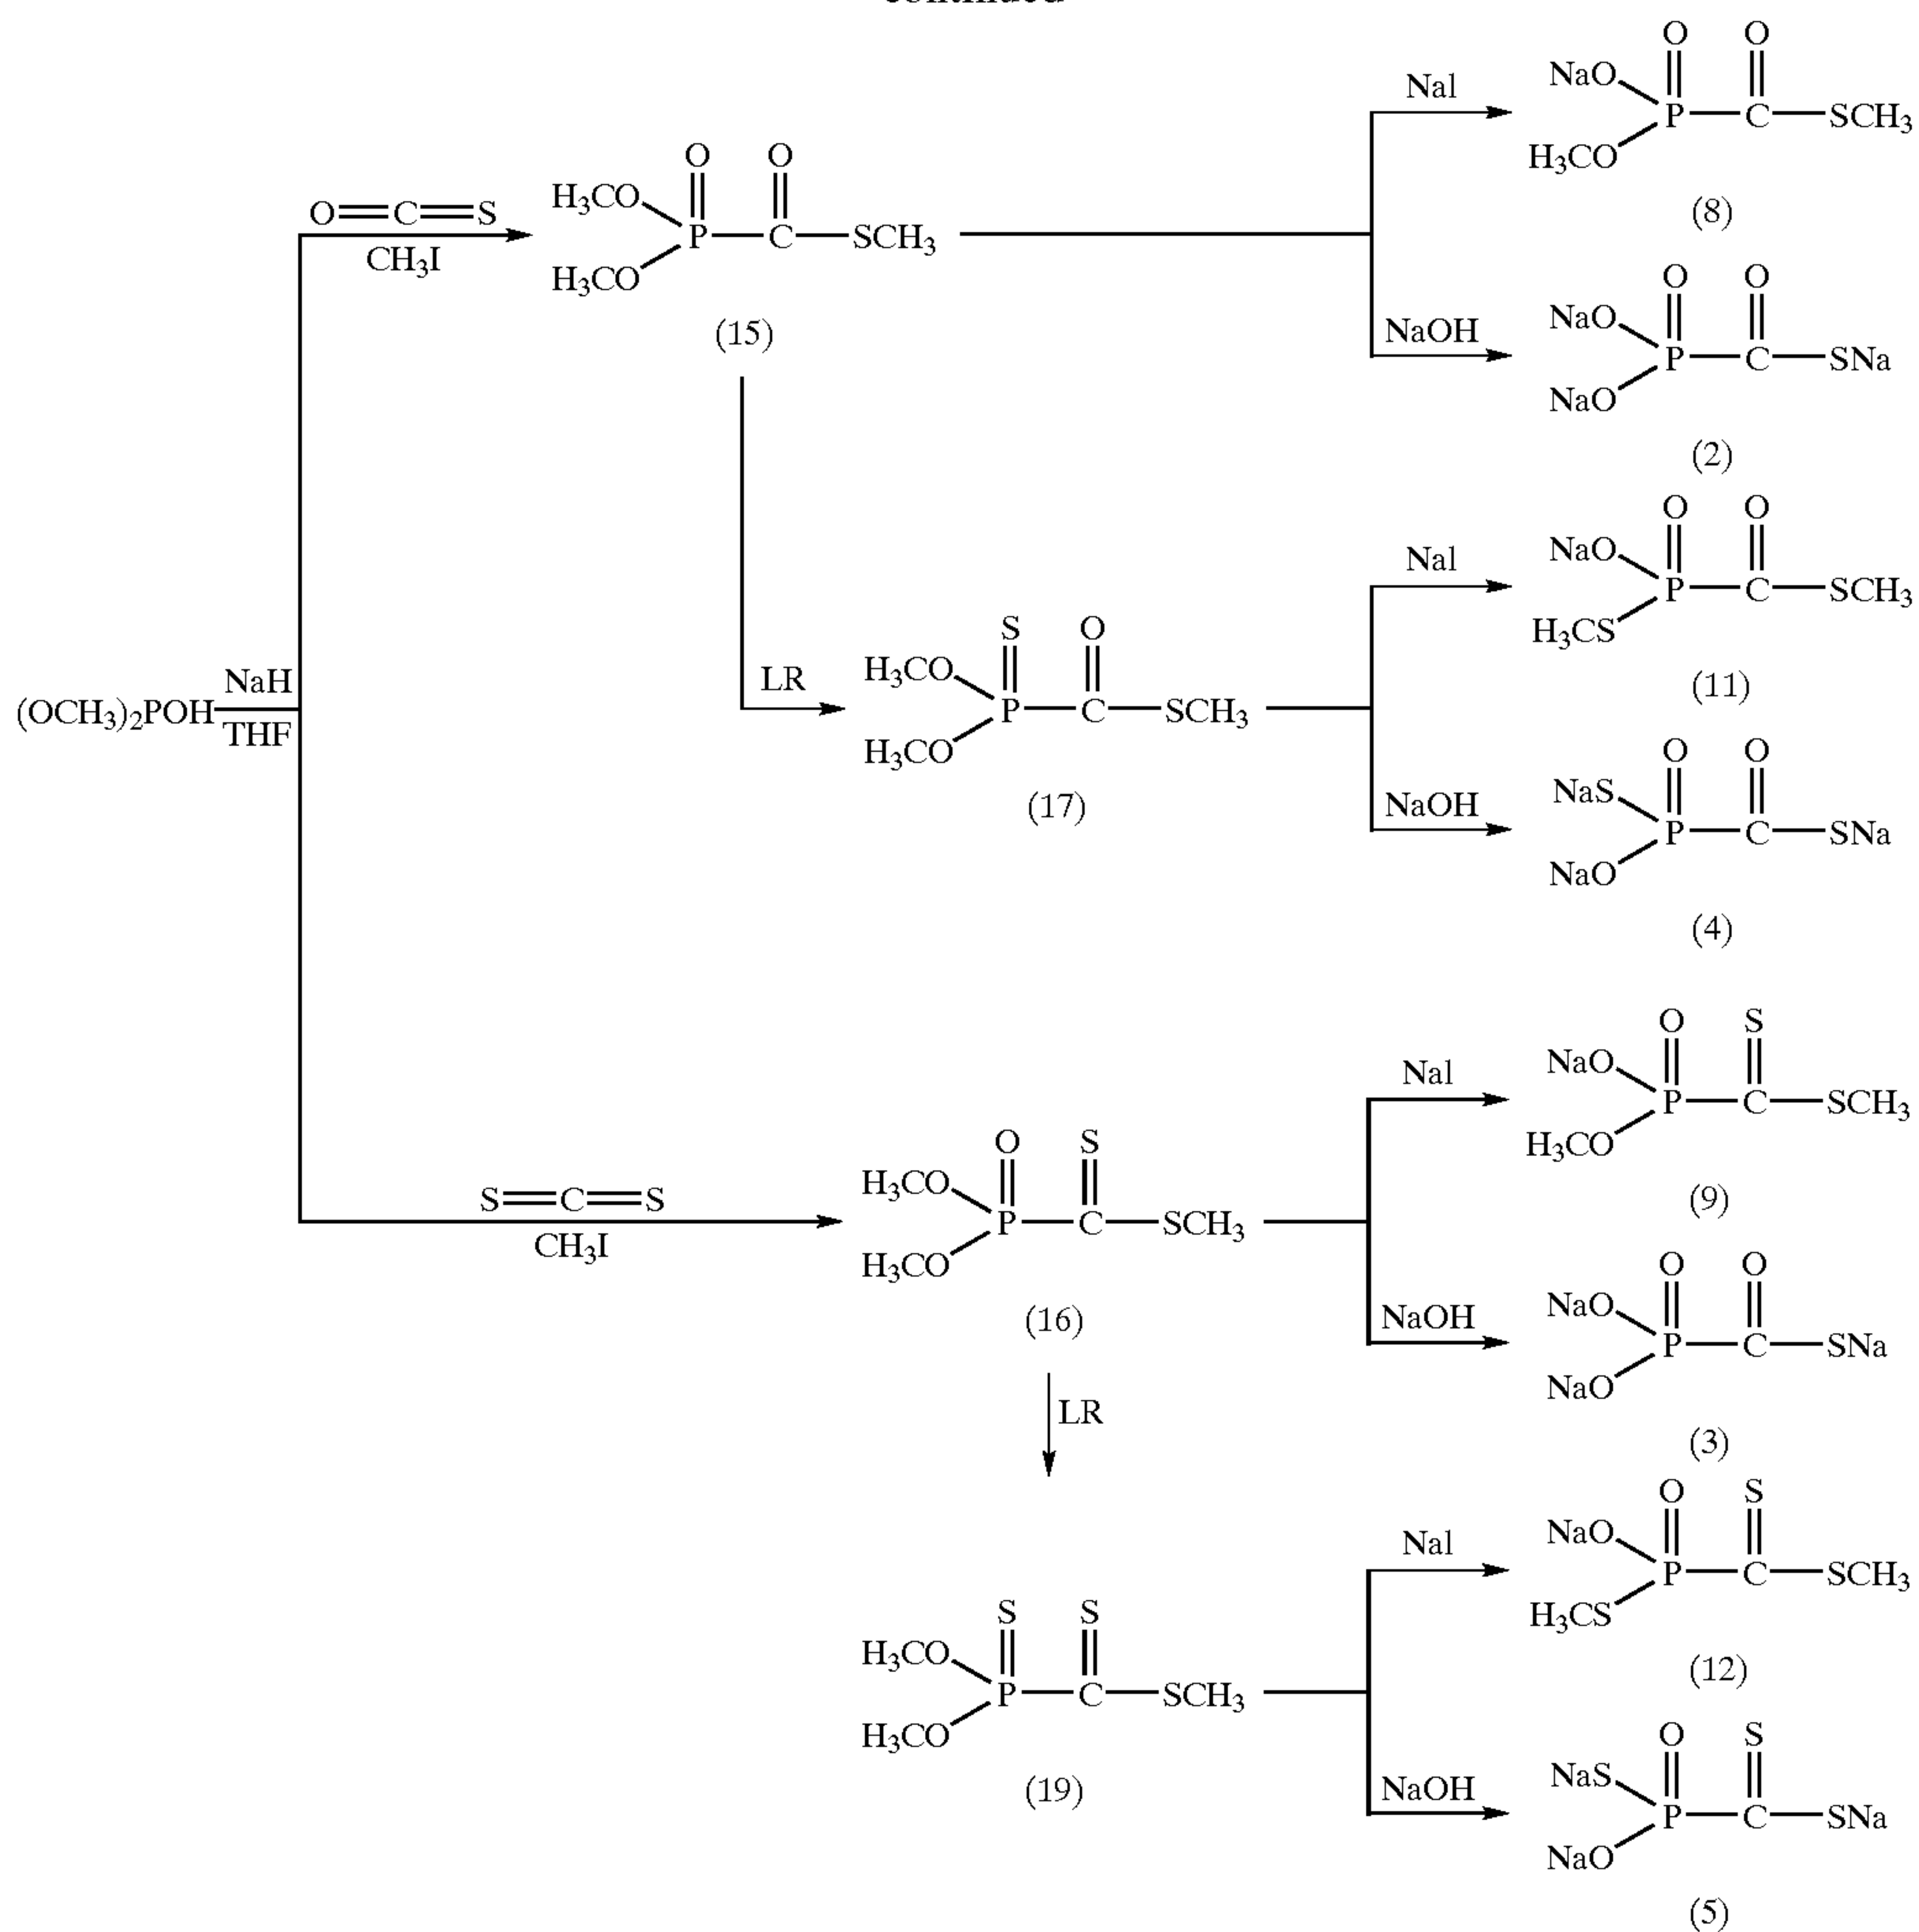 continued
O=C=S
CH₃I
H₃CO
H₃CO
O
O
P
C
SCH₃
(15)
NaI
NaO
H₃CO
O
O
P
C
SCH₃
(8)
NaOH
NaO
NaO
O
O
P
C
SNa
(2)
(OCH₃)₂POH
NaH
THF
LR
H₃CO
H₃CO
S
O
P
C
SCH₃
(17)
NaI
NaO
H₃CS
O
O
P
C
SCH₃
(11)
NaOH
NaS
NaO
O
O
P
C
SNa
(4)
S=C=S
CH₃I
H₃CO
H₃CO
O
S
P
C
SCH₃
(16)
NaI
NaO
H₃CO
O
S
P
C
SCH₃
(9)
NaOH
NaO
NaO
O
O
P
C
SNa
(3)
LR
H₃CO
H₃CO
S
S
P
C
SCH₃
(19)
NaI
NaO
H₃CS
O
S
P
C
SCH₃
(12)
NaOH
NaS
NaO
O
S
P
C
SNa
(5)